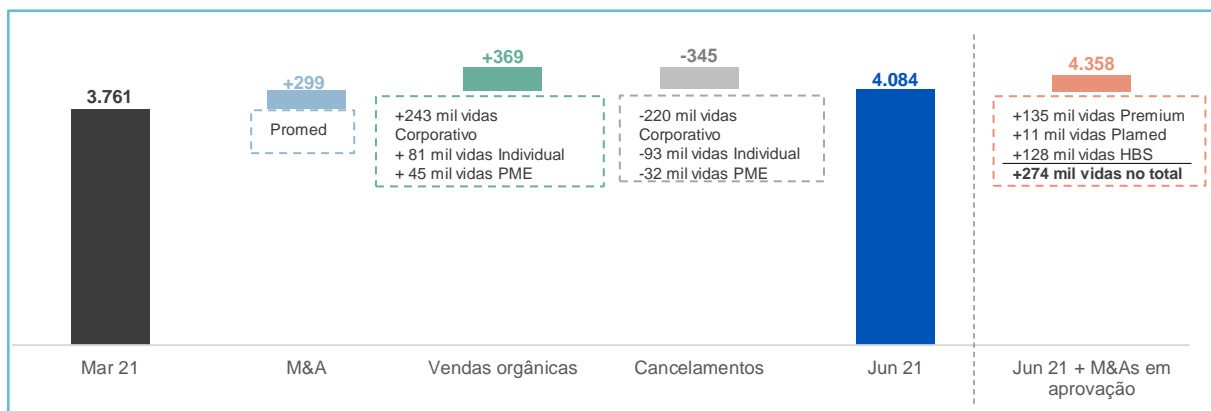 3.761
+299
+369
-345
4.084
4.358
Promed
+243 mil vidas
Corporativo
+ 81 mil vidas Individual
+ 45 mil vidas PME
-220 mil vidas
Corporativo
-93 mil vidas Individual
-32 mil vidas PME
+135 mil vidas Premium
+11 mil vidas Plamed
+128 mil vidas HBS
+274 mil vidas no total
Mar 21
M&A
Vendas orgânicas
Cancelamentos
Jun 21
Jun 21 + M&As em
aprovação